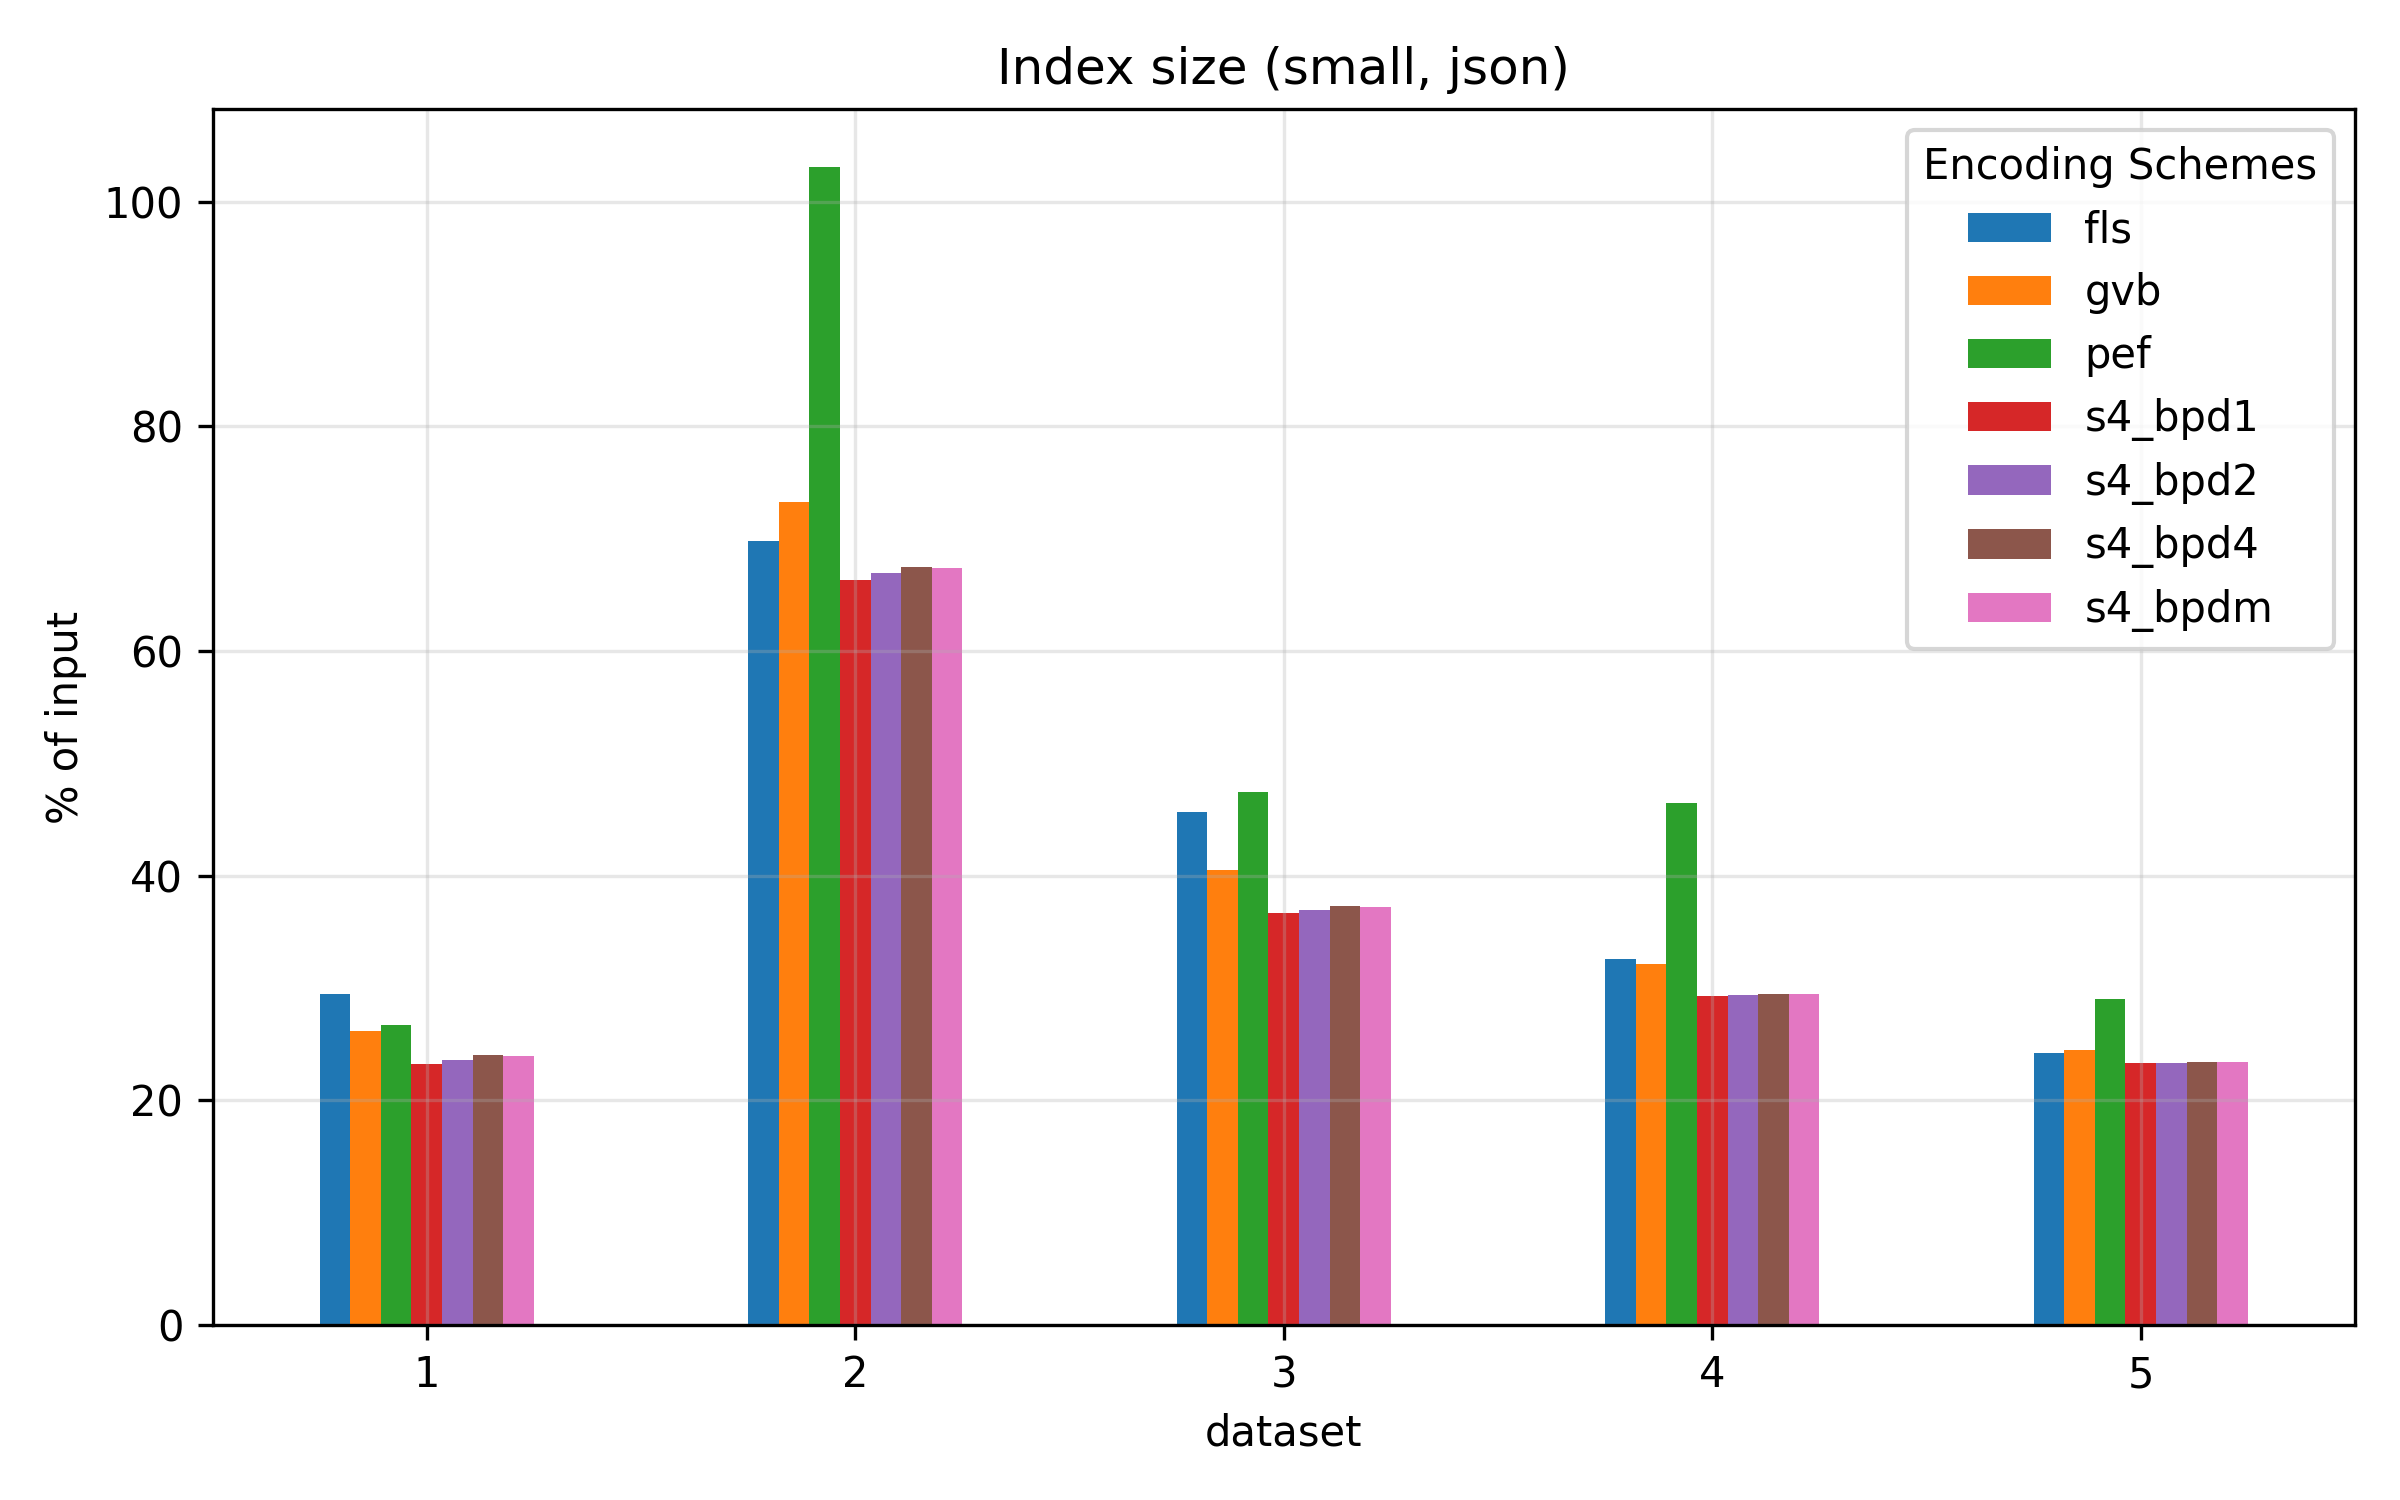 Index size (small, json)
Encoding Schemes
fls
gvb
pef
s4_bpd1
s4_bpd2
s4_bpd4
s4_bpdm
% of input
100
80
60
40
20
0
1 2 3 4 5
dataset